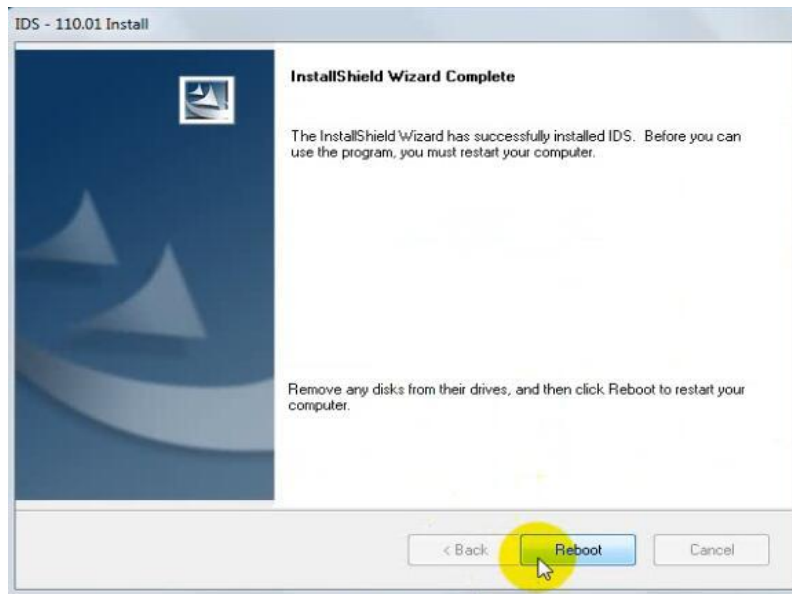 IDS - 110.01 Install
InstallShield Wizard Complete
The InstallShield Wizard has successfully installed IDS. Before you can
use the program, you must restart your computer.
Remove any disks from their drives, and then click Reboot to restart your
computer.
< Back
Reboot
Cancel